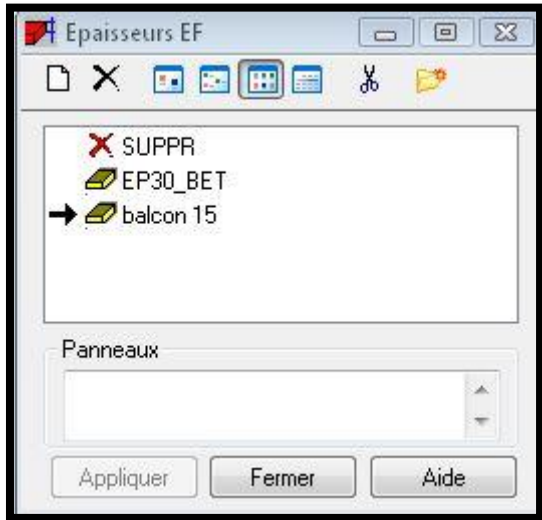 Epaisseurs EF
SUPPR
EP30_BET
balcon 15
Panneaux
Appliquer Fermer Aide